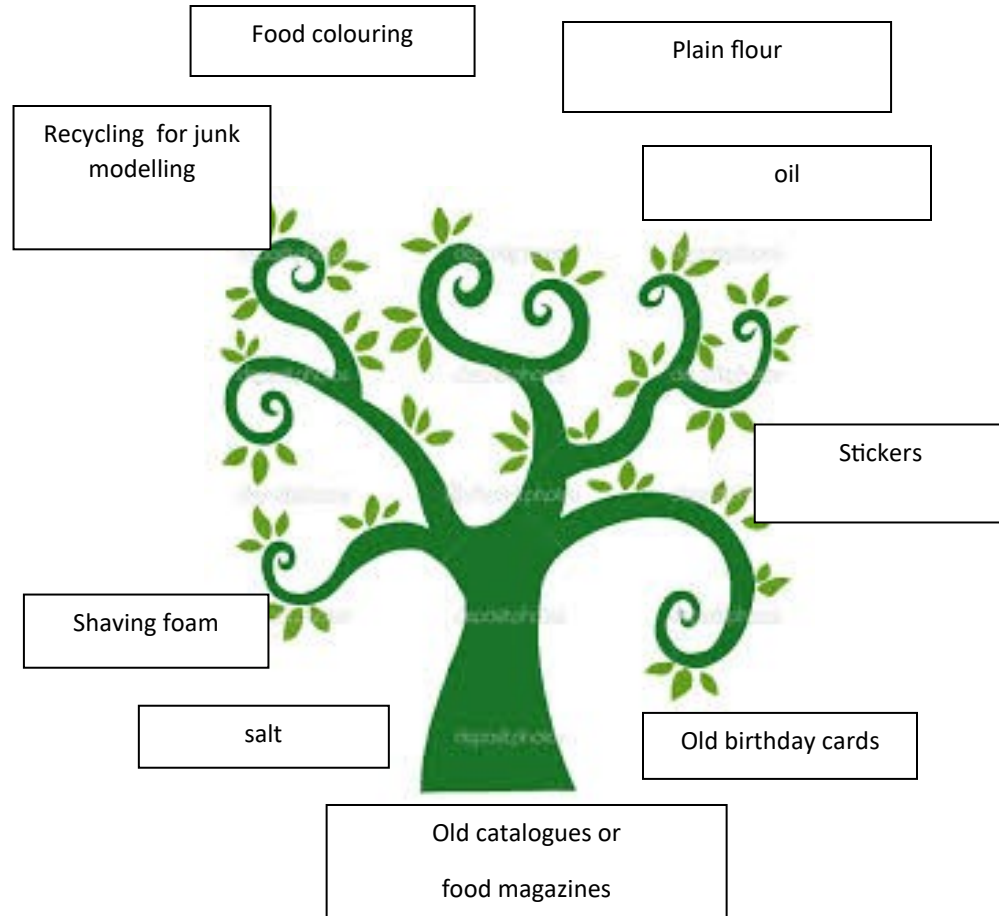 Food colouring
Plain flour
Recycling for junk
modelling
oil
Stickers
Shaving foam
salt
Old birthday cards
Old catalogues or
food magazines